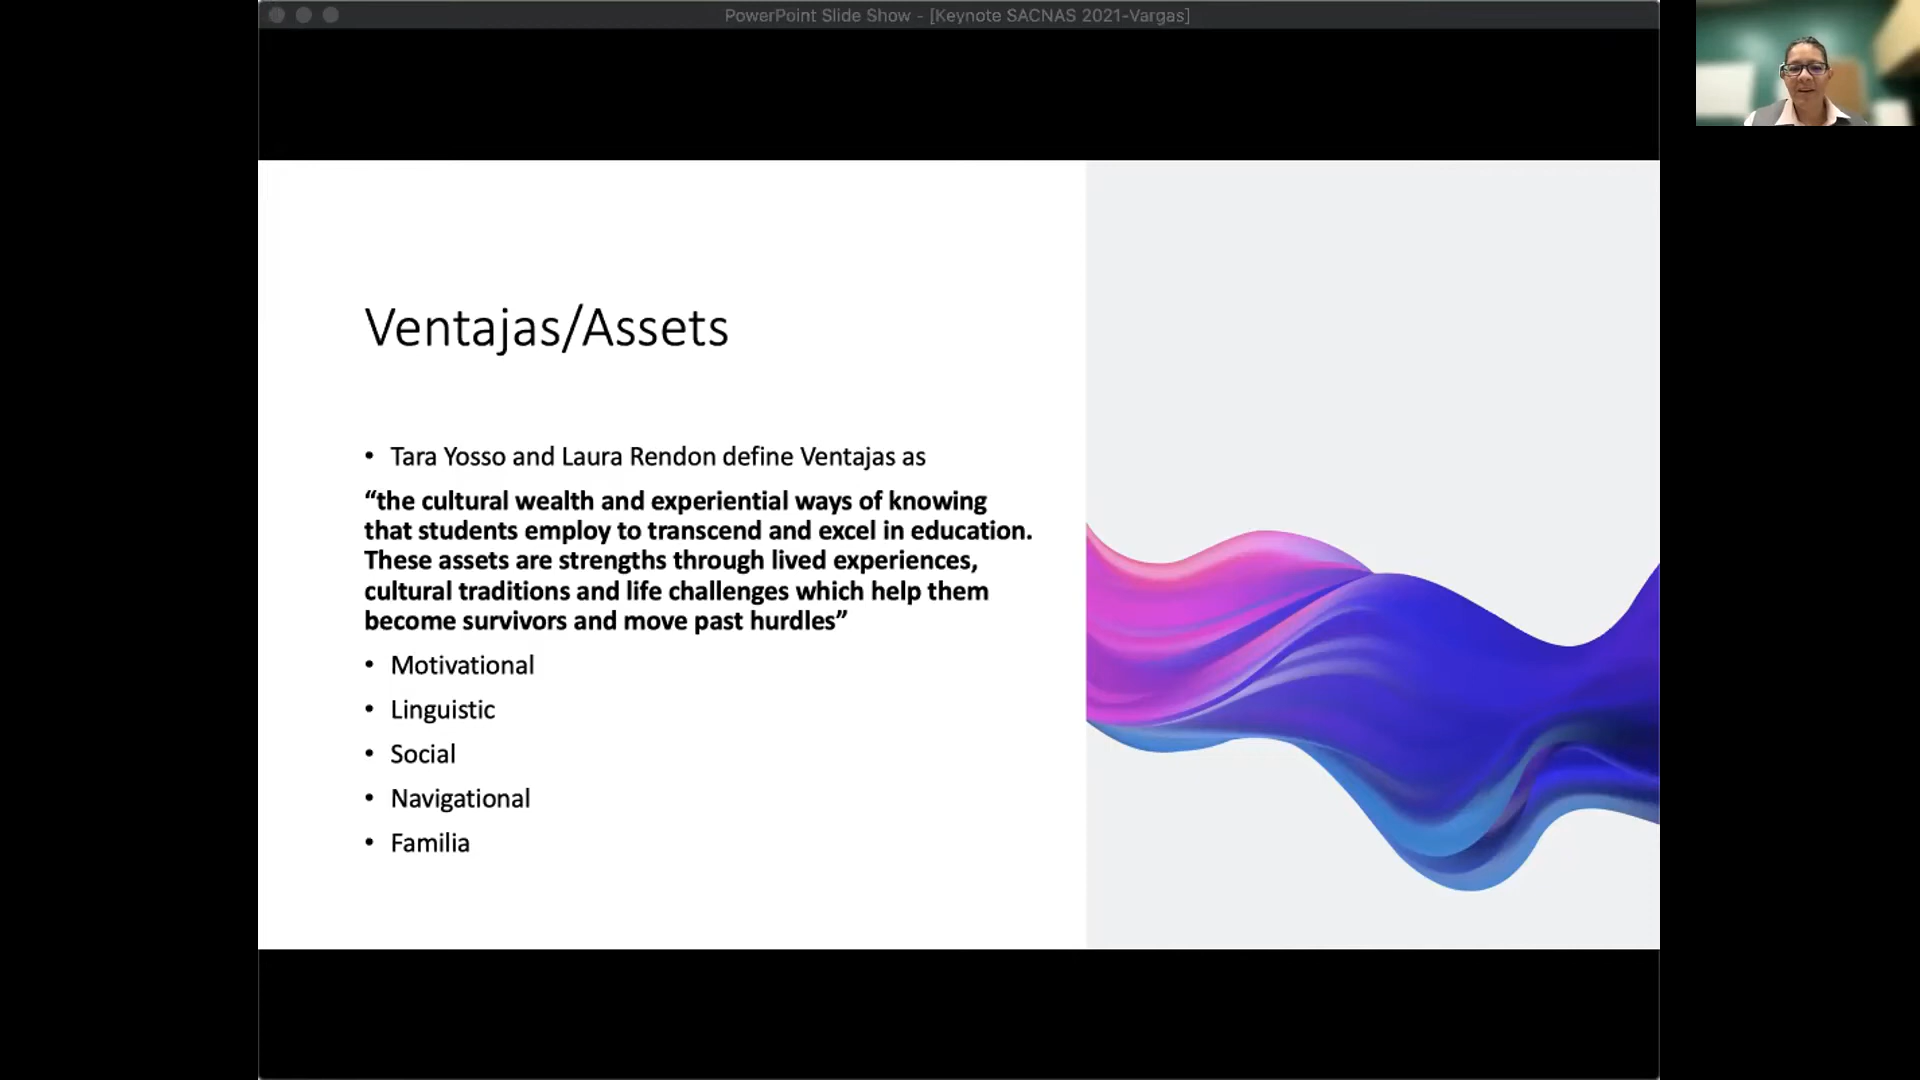 PowerPoint Slide Show - [Keynote SACNAS 2021-Vargas]
Ventajas/Assets
• Tara Yosso and Laura Rendon define Ventajas as
“the cultural wealth and experiential ways of knowing
that students employ to transcend and excel in education.
These assets are strengths through lived experiences,
cultural traditions and life challenges which help them
become survivors and move past hurdles”
• Motivational
• Linguistic
• Social
• Navigational
• Familia